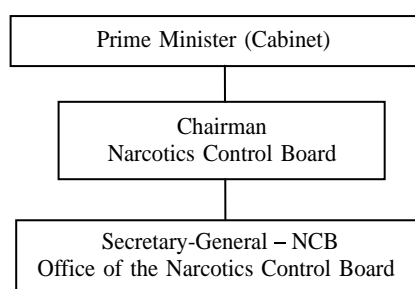 Prime Minister (Cabinet)
Chairman
Narcotics Control Board
Secretary-General – NCB
Office of the Narcotics Control Board